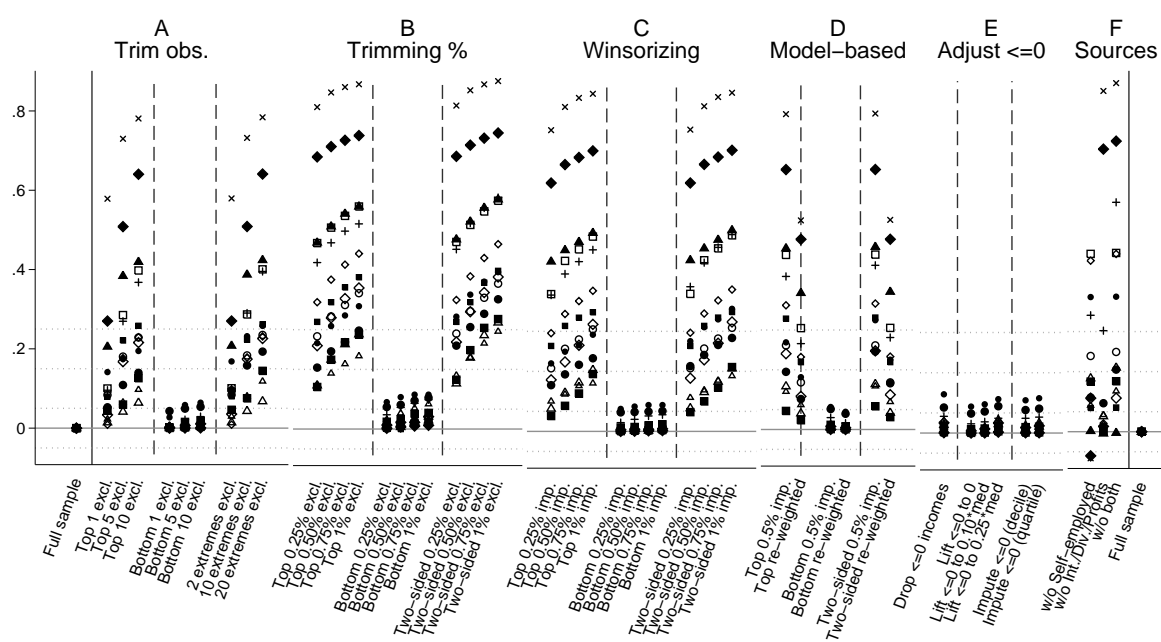 A
Trim obs.
B
Trimming %
C
Winsorizing
D
Model−based
E
Adjust <=0
F
Sources
.8
.6
.4
.2
0
Full sample
Top 1 excl.
Top 5 excl.
Top 10 excl.
Bottom 1 excl.
Bottom 5 excl.
Bottom 10 excl.
2 extremes excl.
10 extremes excl.
20 extremes excl.
Top 0.25% excl.
Top 0.50% excl.
Top 0.75% excl.
Top 1% excl.
Bottom 0.25% excl.
Bottom 0.50% excl.
Bottom 0.75% excl.
Bottom 1% excl.
Two−sided 0.25% excl.
Two−sided 0.50% excl.
Two−sided 0.75% excl.
Two−sided 1% excl.
Top 0.25% imp.
Top 0.50% imp.
Top 0.75% imp.
Top 1% imp.
Bottom 0.25% imp.
Bottom 0.50% imp.
Bottom 0.75% imp.
Bottom 1% imp.
Two−sided 0.25% imp.
Two−sided 0.50% imp.
Two−sided 0.75% imp.
Two−sided 1% imp.
Top 0.5% imp.
Top re−weighted
Bottom 0.5% imp.
Bottom re−weighted
Two−sided 0.5% imp.
Two−sided re−weighted
Drop <=0 incomes
Lift <=0 to 0
Lift <=0 to 0.10*med
Lift <=0 to 0.25*med
Impute <=0 (decile)
Impute <=0 (quartile)
w/o Self−employed
w/o Int./Div./Profits
w/o both
Full sample